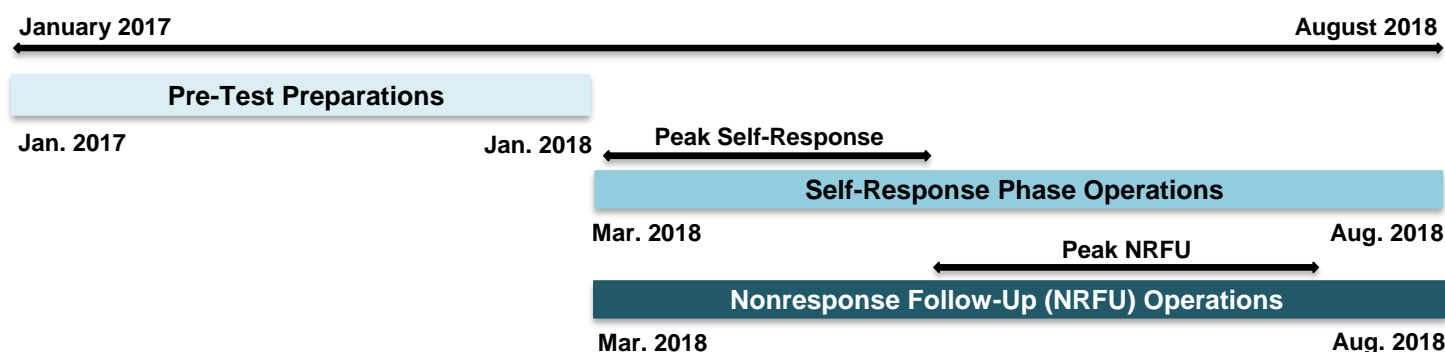 January 2017 August 2018
Pre-Test Preparations
Jan. 2017 Jan. 2018 Peak Self-Response
Self-Response Phase Operations
Mar. 2018 Aug. 2018
Peak NRFU
Nonresponse Follow-Up (NRFU) Operations
Mar. 2018 Aug. 2018